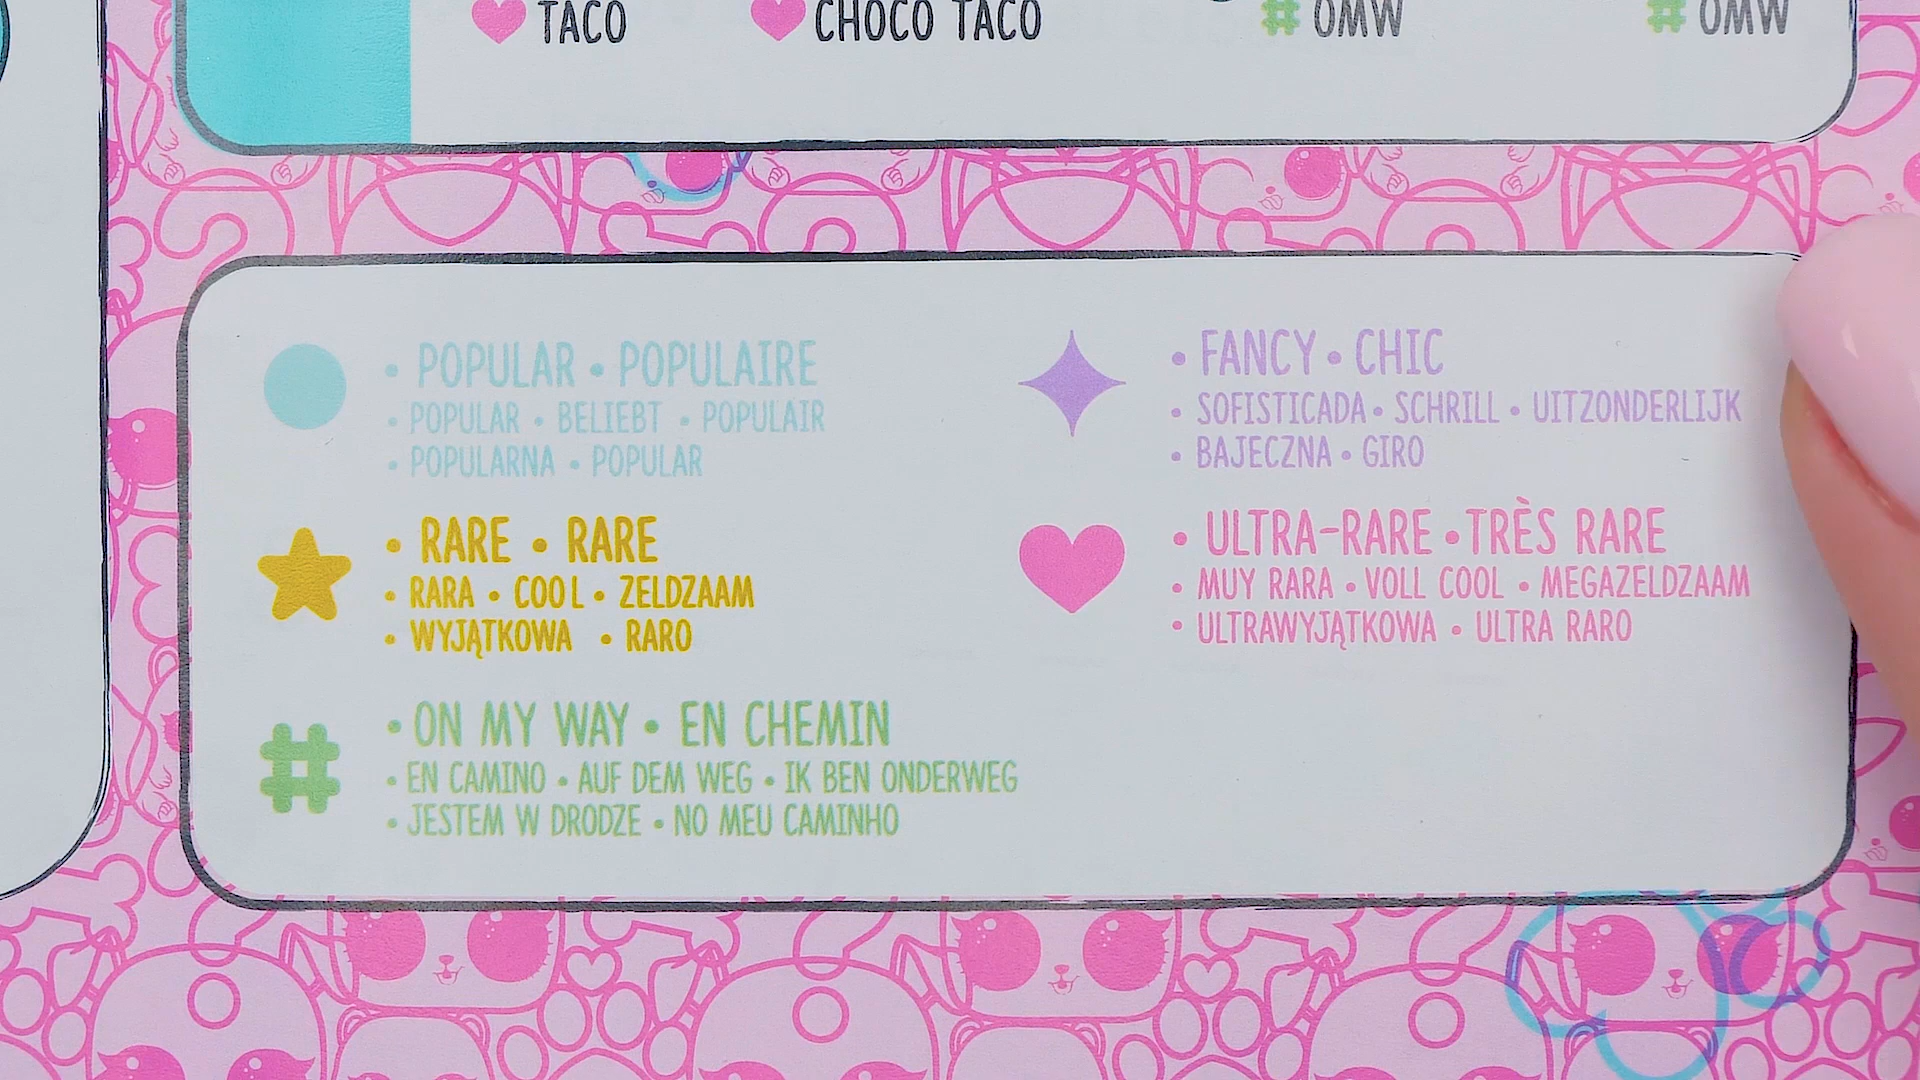 TACO
CHOCO TACO
OMW
OMW
• POPULAR • POPULAIRE
• POPULAR • BELIEBT • POPULAIR
• POPULARNA • POPULAR
• RARE • RARE
• RARA • COOL • ZELDZAAM
• WYJĄTKOWA • RARO
• ON MY WAY • EN CHEMIN
• EN CAMINO • AUF DEM WEG • IK BEN ONDERWEG
• JESTEM W DRODZE • NO MEU CAMINHO
• FANCY • CHIC
• SOFISTICADA • SCHRILL • UITZONDERLIJK
• BAJECZNA • GIRO
• ULTRA-RARE • TRÈS RARE
• MUY RARA • VOLL COOL • MEGAZELDZAAM
• ULTRAWYJĄTKOWA • ULTRA RARO